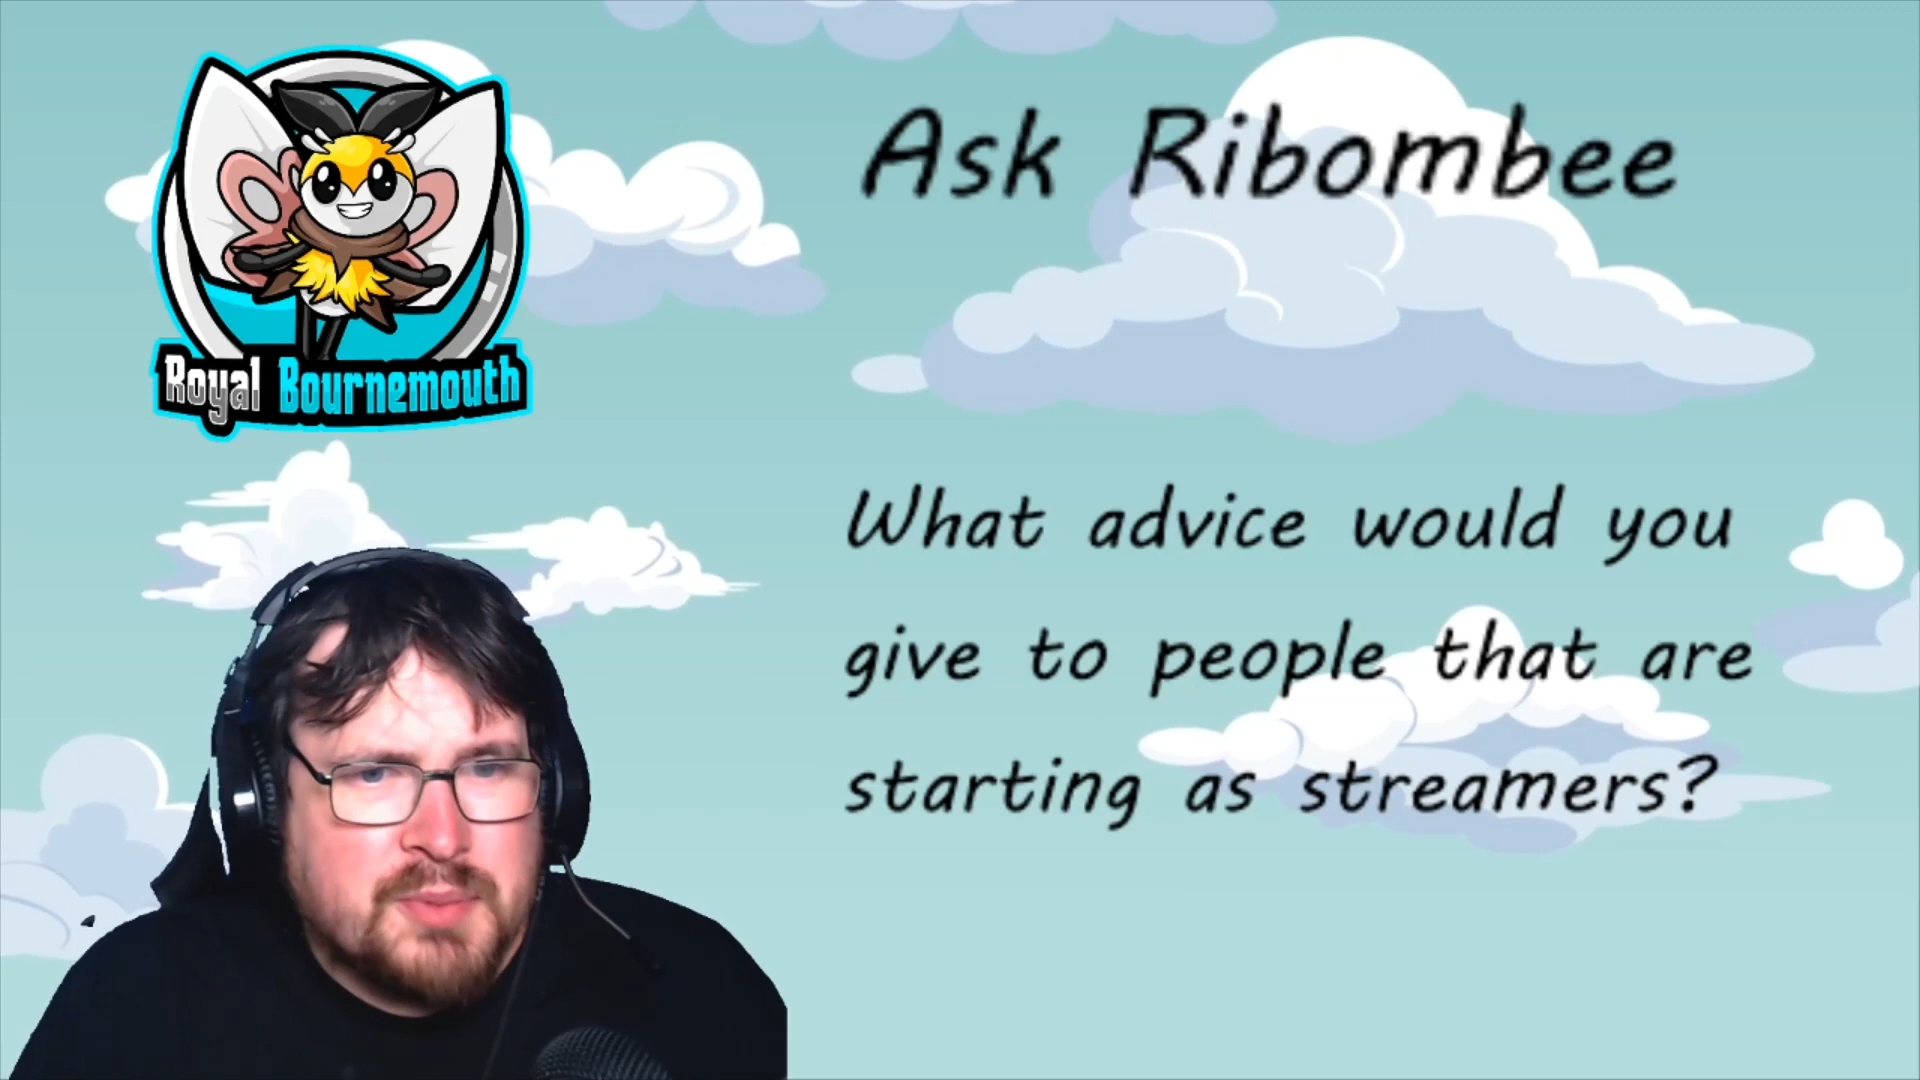 Royal Bournemouth
Ask Ribombee
What advice would you
give to people that are
starting as streamers?